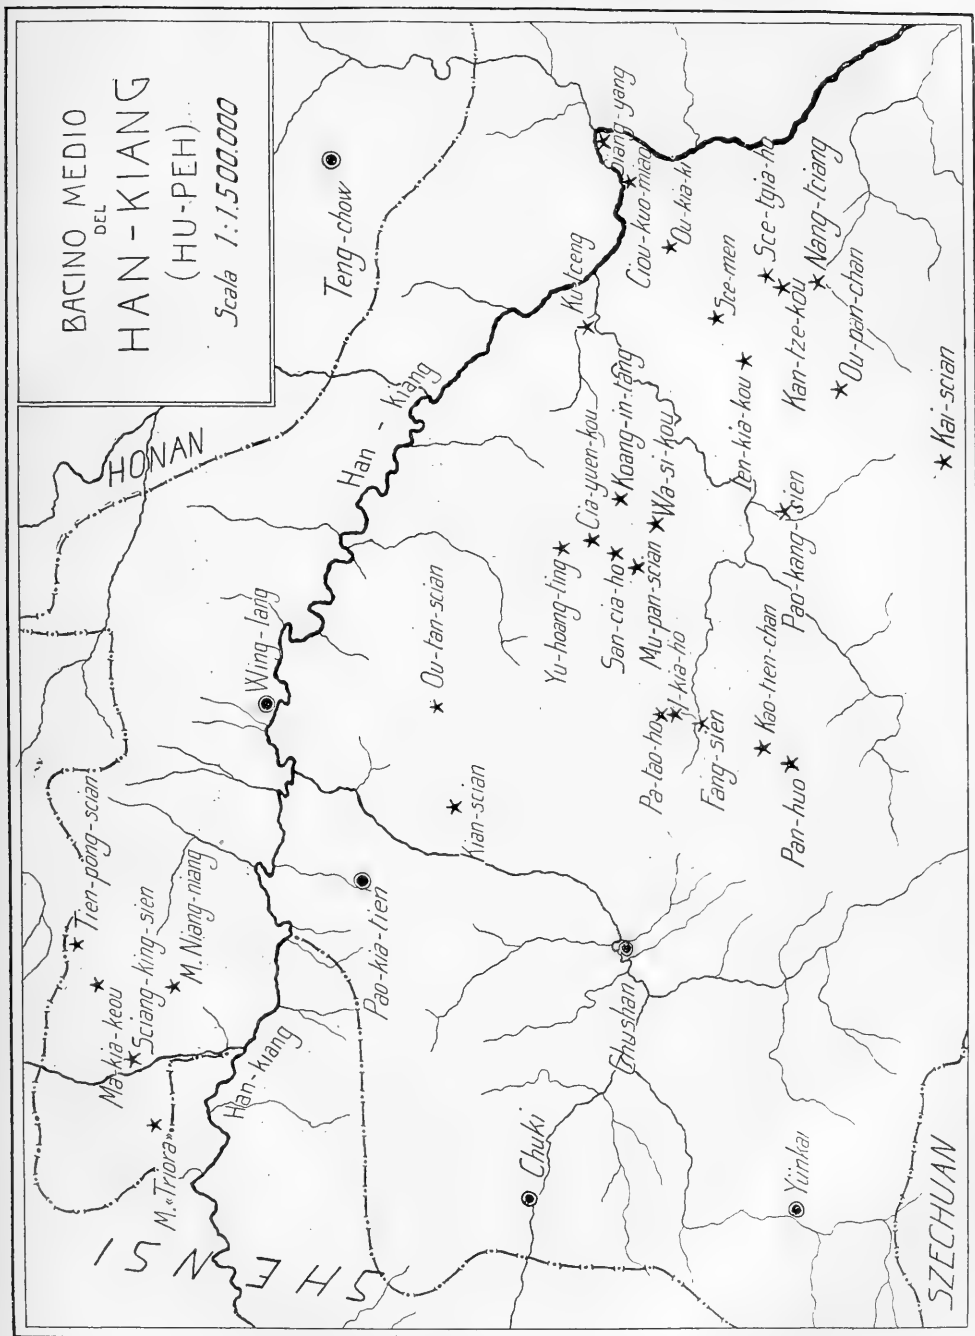 BACINO MEDIO
DEL
HAN-KIANG
(HU-PEH)
Scala 1:1.500.000
HONAN
Teng-chow
Han-kiang
Wing-Iang
Siang-yang
Ciou-kuo-miao
Ou-kia-ki
Ku-tceng
Sce-men
Sce-tgia-ho
Kan-tze-kou
Nang-tciang
Ou-pan-chan
Kai-scian
Ien-kia-kou
Cia-yuen-kou
Koang-in-tang
Wa-si-kou
Yu-hoang-ting
San-cia-ho
Mu-pan-scian
Ou-tan-scian
Pao-kang-sien
Pa-tao-ho
I-kia-ho
Fang-sien
Kao-tien-chan
Pan-huo
Kian-scian
Tien-pong-scian
Ma-kia-keou
Sciang-king-sien
M. Niang-niang
Pao-kia-tien
Han-kiang
M. «Triora»
SHENSI
Chushan
Chuki
Yünkai
SZECHUAN